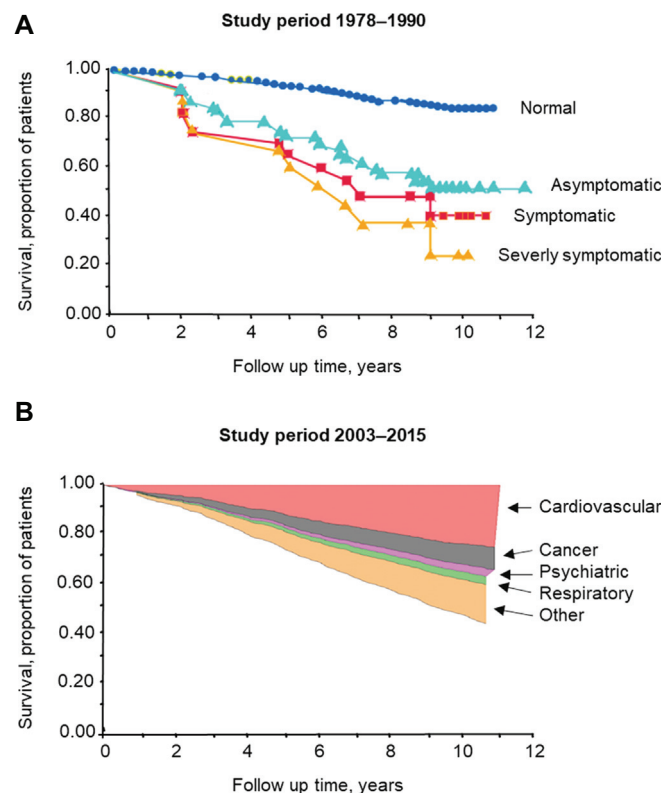 A
Study period 1978–1990
Survival, proportion of patients
1.00
0.80
0.60
0.40
0.20
0.00
Normal
Asymptomatic
Symptomatic
Severly symptomatic
0 2 4 6 8 10 12
Follow up time, years
B
Study period 2003–2015
Survival, proportion of patients
1.00
0.80
0.60
0.40
0.20
0.00
Cardiovascular
Cancer
Psychiatric
Respiratory
Other
0 2 4 6 8 10 12
Follow up time, years